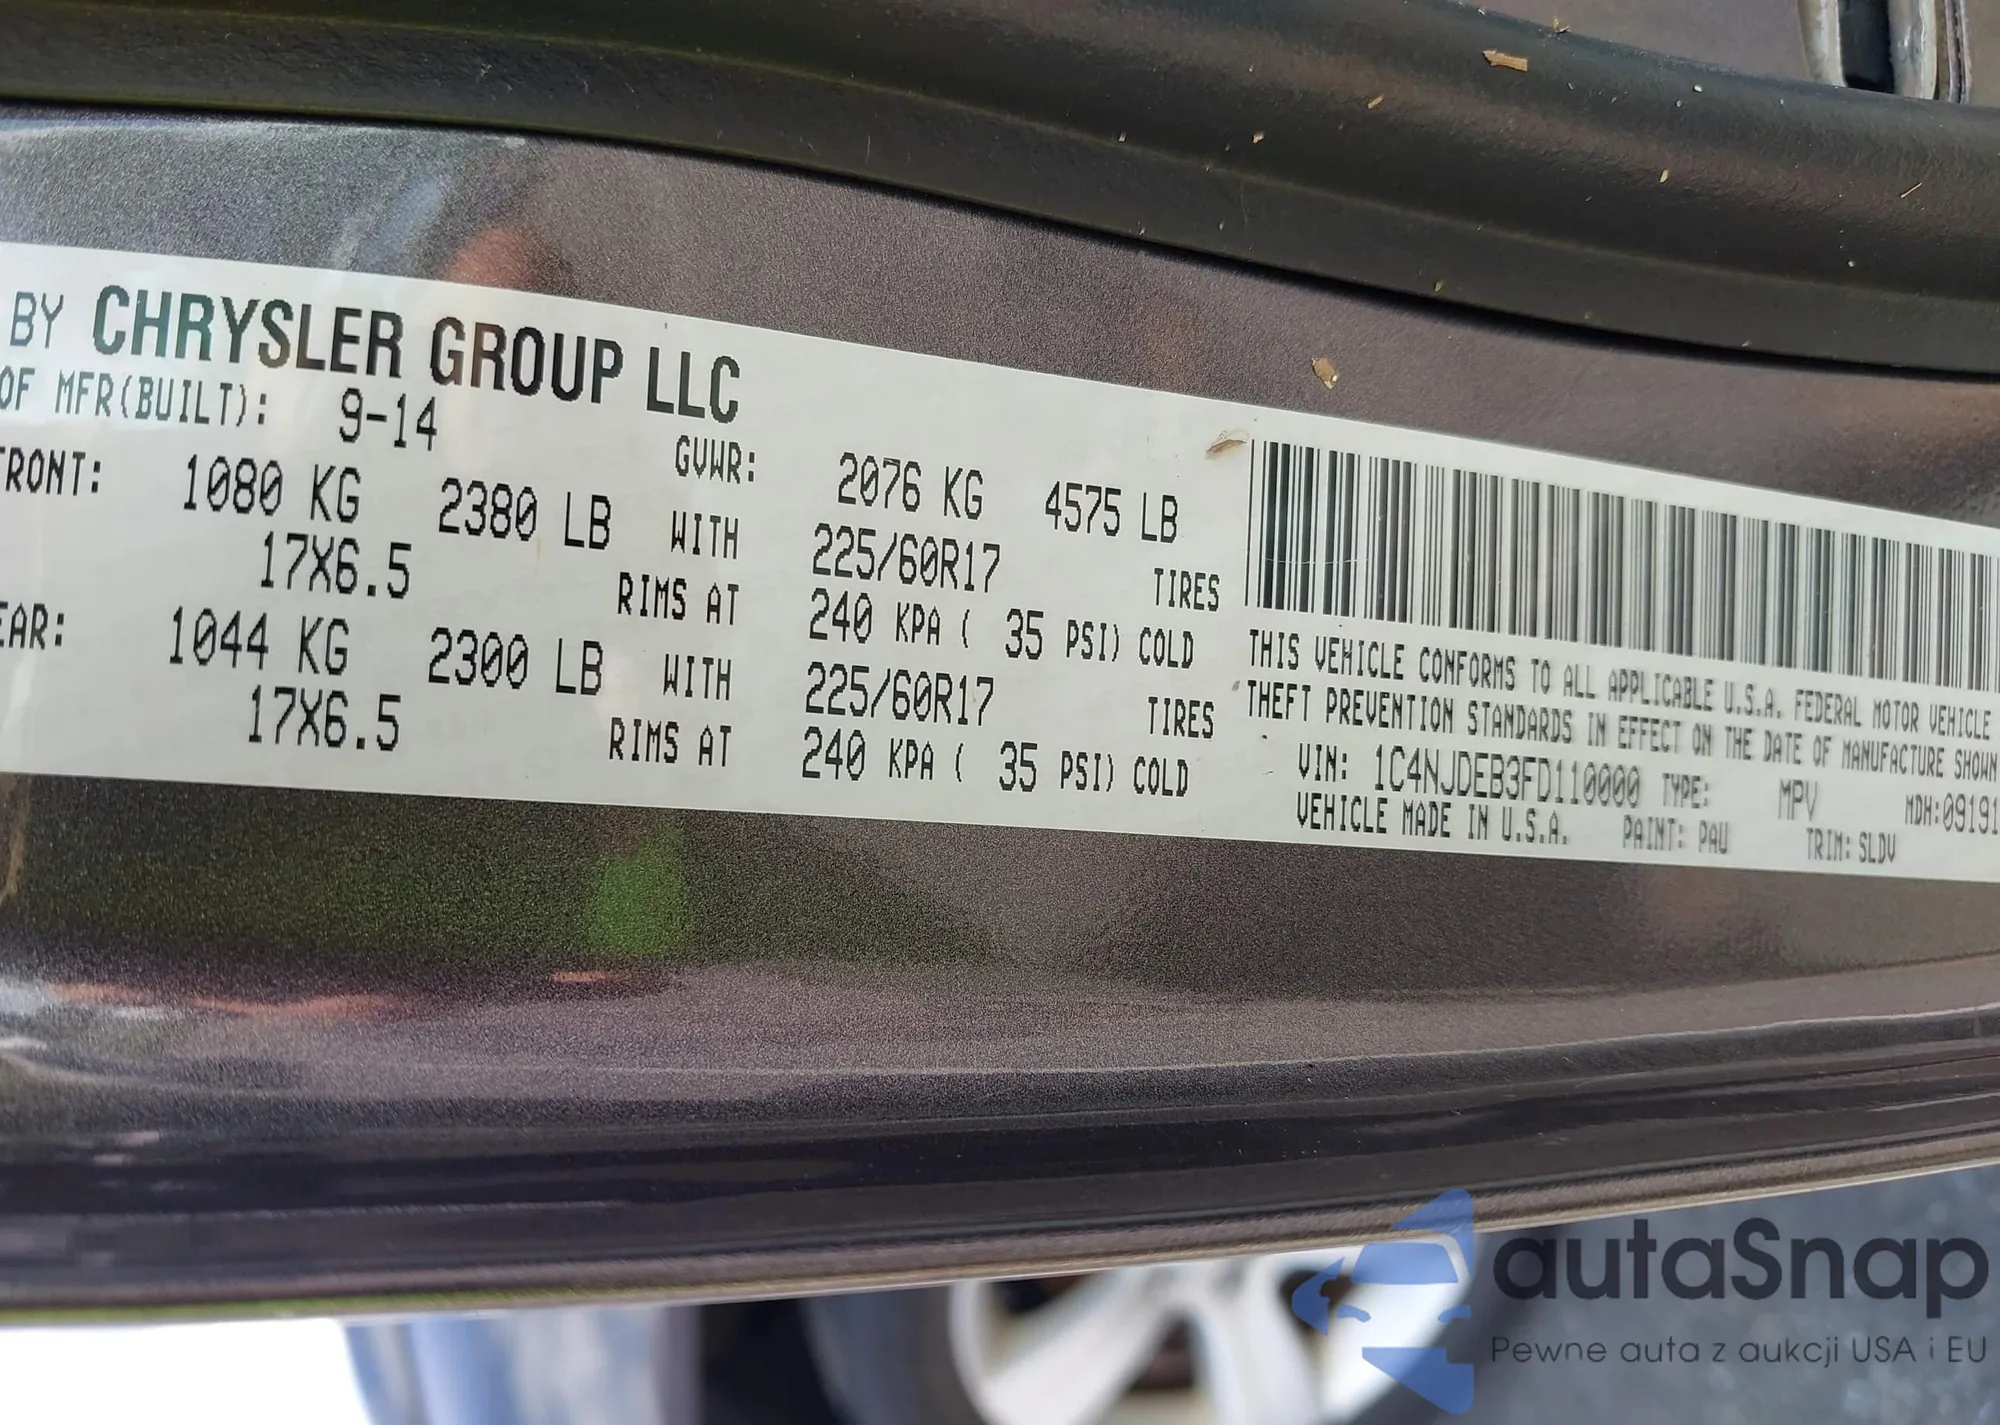 BY CHRYSLER GROUP LLC
OF MFR(BUILT): 9-14 GVWR: 2076 KG 4575 LB
FRONT: 1080 KG 2380 LB WITH 225/60R17 TIRES
17X6.5 RIMS AT 240 KPA ( 35 PSI) COLD
EAR: 1044 KG 2300 LB WITH 225/60R17 TIRES
17X6.5 RIMS AT 240 KPA ( 35 PSI) COLD
THIS VEHICLE CONFORMS TO ALL APPLICABLE U.S.A. FEDERAL MOTOR VEHICLE
THEFT PREVENTION STANDARDS IN EFFECT ON THE DATE OF MANUFACTURE SHOWN
VIN: 1C4NJDEB3FD110000 TYPE: MPV MDH:09191
VEHICLE MADE IN U.S.A. PAINT: PAU TRIM: SLDV
autaSnap
Pewne auta z aukcji USA i EU